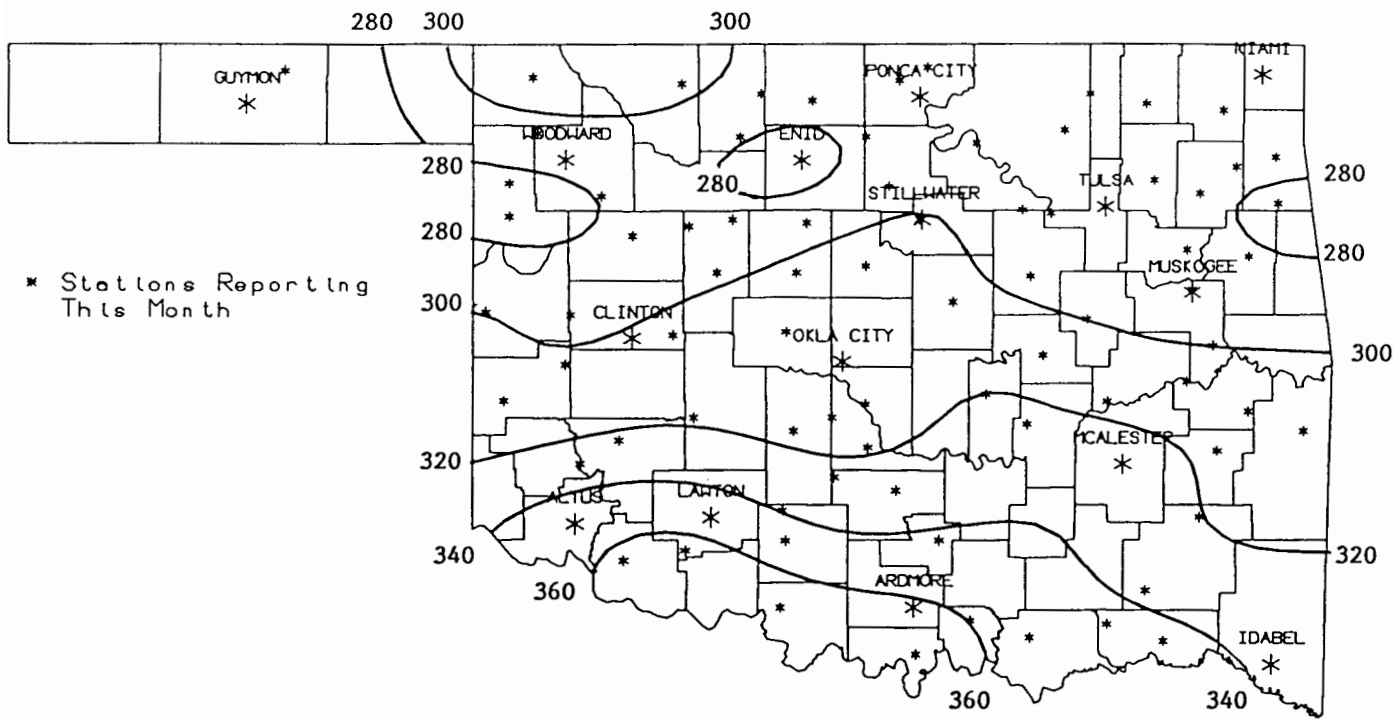 280 300 300
GUYMON
PONCA CITY
MIAMI
WOODWARD
ENID
280
280
TULSA
280
STILLWATER
280
280
* Stations Reporting
This Month
MUSKOGEE
300
CLINTON
OKLA CITY
300
MCALESTER
320
ALTUS
LAWTON
340
320
360
ARDMORE
IDABEL
360
340